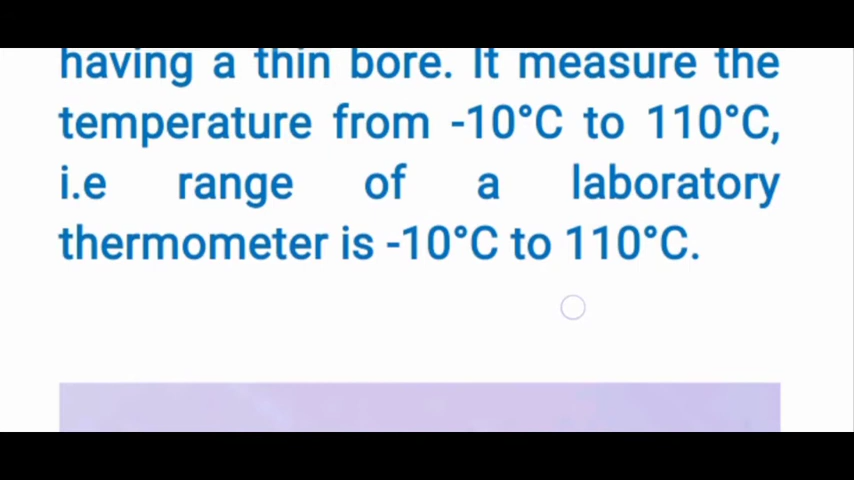 having a thin bore. It measure the
temperature from -10°C to 110°C,
i.e range of a laboratory
thermometer is -10°C to 110°C.